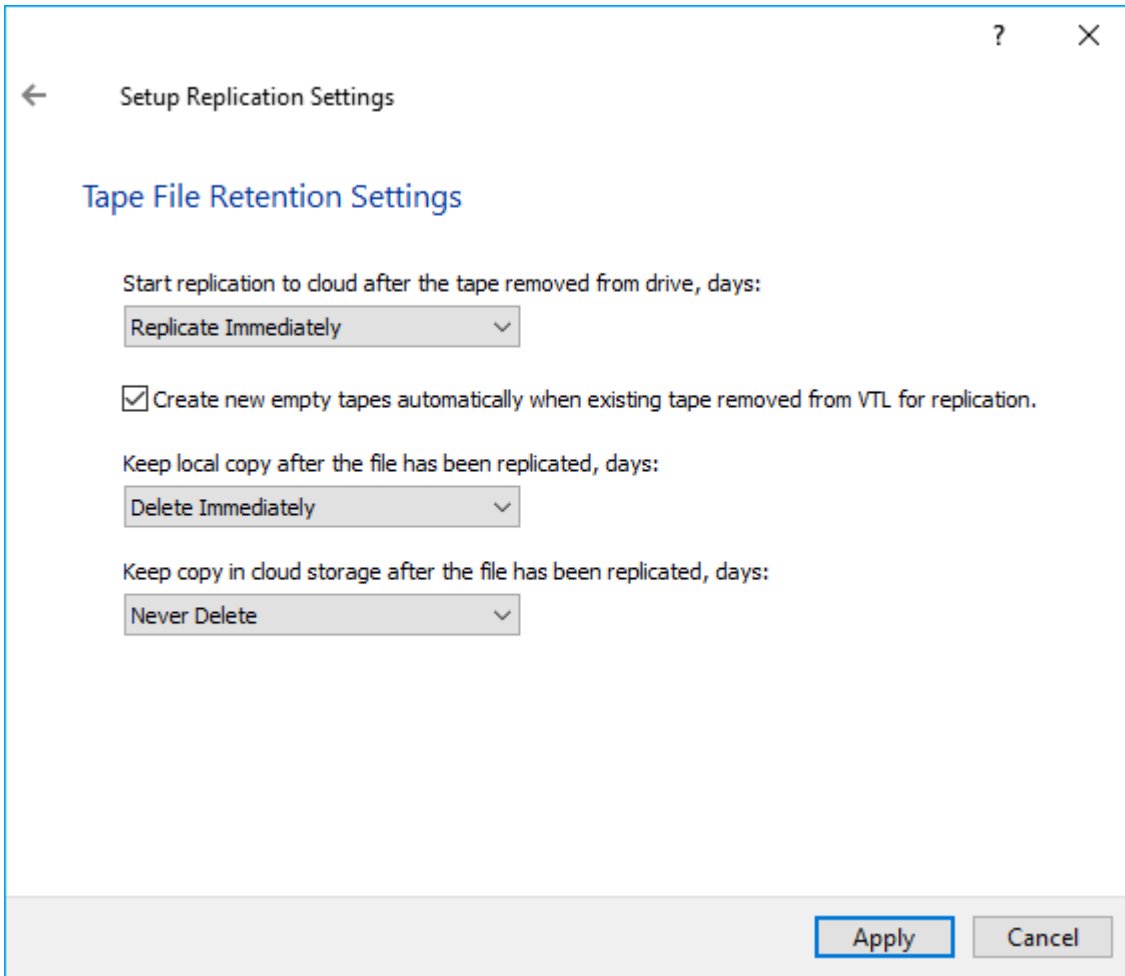 ?
Setup Replication Settings
Tape File Retention Settings
Start replication to cloud after the tape removed from drive, days:
Replicate Immediately
Create new empty tapes automatically when existing tape removed from VTL for replication.
Keep local copy after the file has been replicated, days:
Delete Immediately
Keep copy in cloud storage after the file has been replicated, days:
Never Delete
Apply Cancel